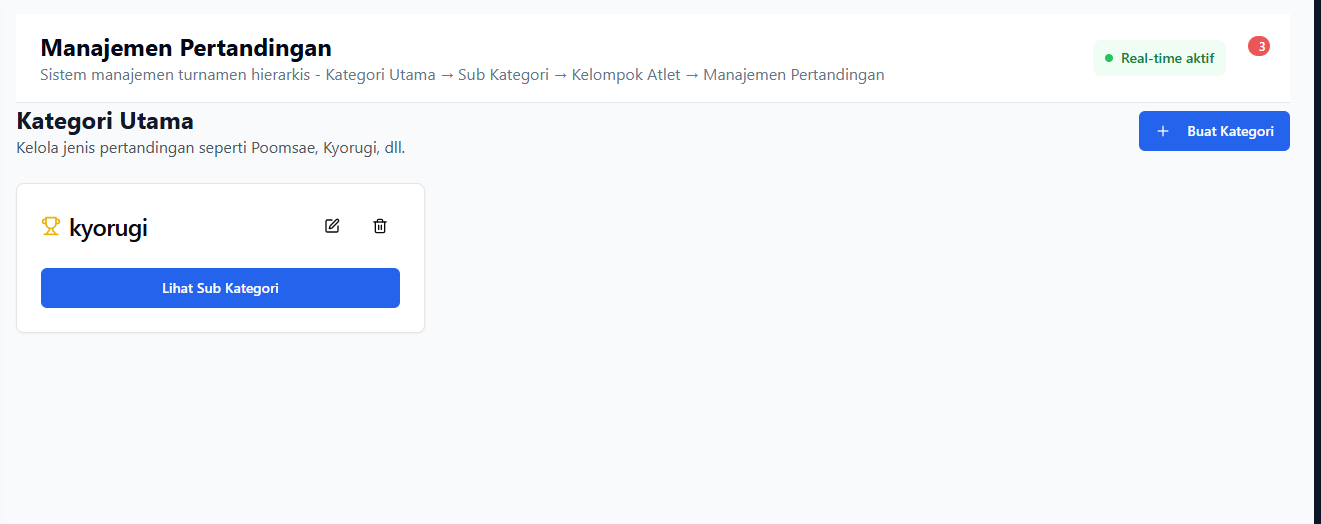 Manajemen Pertandingan
Sistem manajemen turnamen hierarkis - Kategori Utama → Sub Kategori → Kelompok Atlet → Manajemen Pertandingan
Real-time aktif
3
Kategori Utama
Kelola jenis pertandingan seperti Poomsae, Kyorugi, dll.
+ Buat Kategori
kyorugi
Lihat Sub Kategori